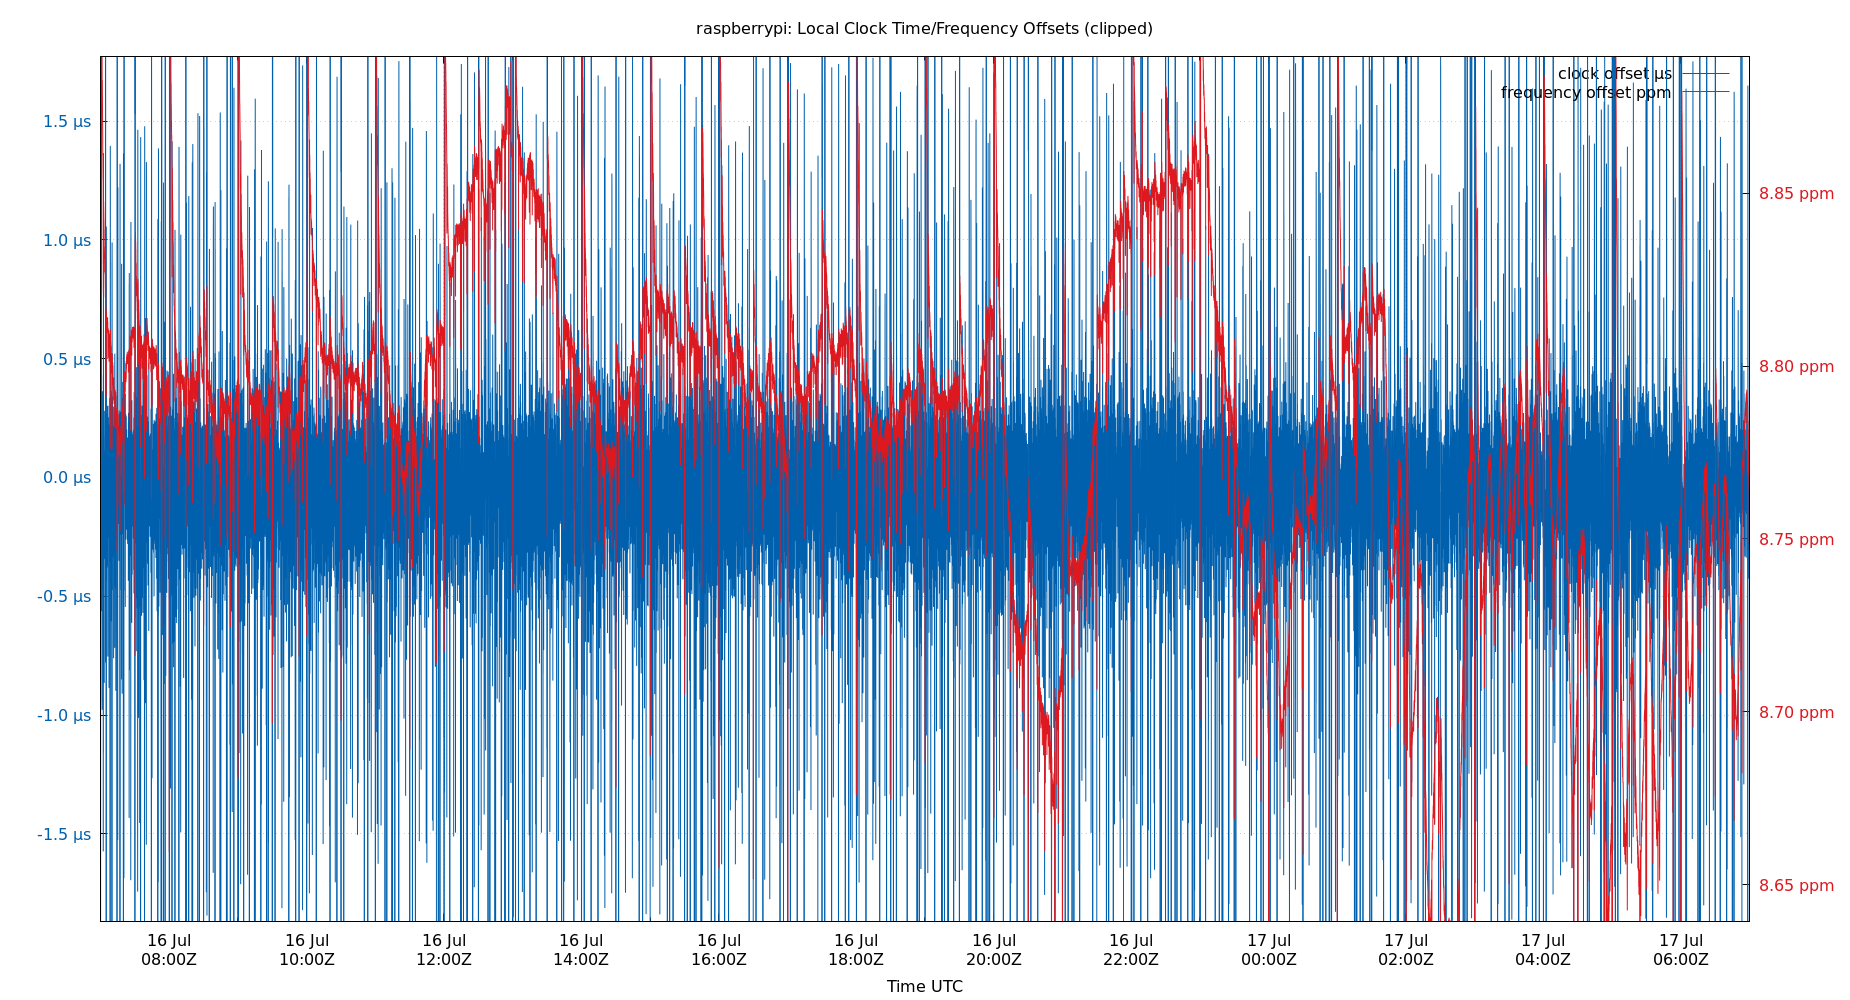 raspberrypi: Local Clock Time/Frequency Offsets (clipped)
clock offset µs
frequency offset ppm
1.5 µs
1.0 µs
0.5 µs
0.0 µs
-0.5 µs
-1.0 µs
-1.5 µs
8.85 ppm
8.80 ppm
8.75 ppm
8.70 ppm
8.65 ppm
16 Jul 16 Jul 16 Jul 16 Jul 16 Jul 16 Jul 16 Jul 16 Jul 17 Jul 17 Jul 17 Jul 17 Jul
08:00Z 10:00Z 12:00Z 14:00Z 16:00Z 18:00Z 20:00Z 22:00Z 00:00Z 02:00Z 04:00Z 06:00Z
Time UTC